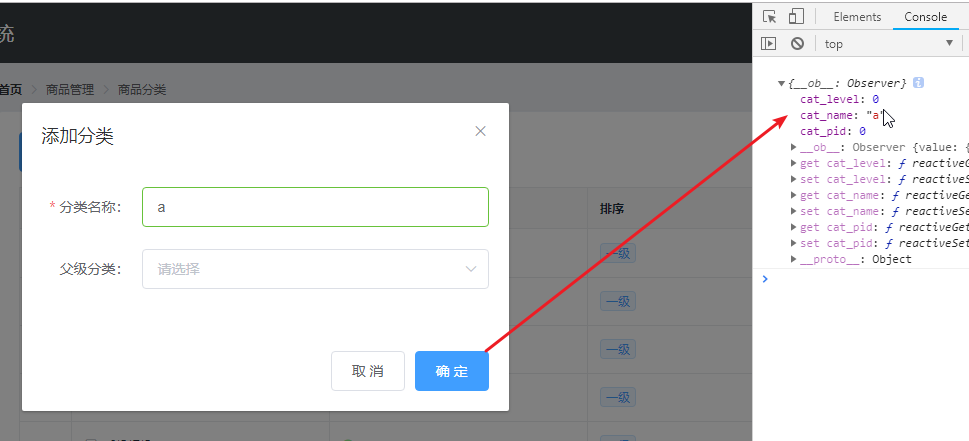 统
首页 商品管理 商品分类
添加分类
* 分类名称:
a
父级分类:
请选择
取 消
确 定
排序
一级
一级
一级
一级
一级
Elements Console
top
{__ob__: Observer}
cat_level: 0
cat_name: "a"
cat_pid: 0
__ob__: Observer {value: {
get cat_level: ƒ reactiveG
set cat_level: ƒ reactiveS
get cat_name: ƒ reactiveGe
set cat_name: ƒ reactiveSe
get cat_pid: ƒ reactiveGet
set cat_pid: ƒ reactiveSet
__proto__: Object